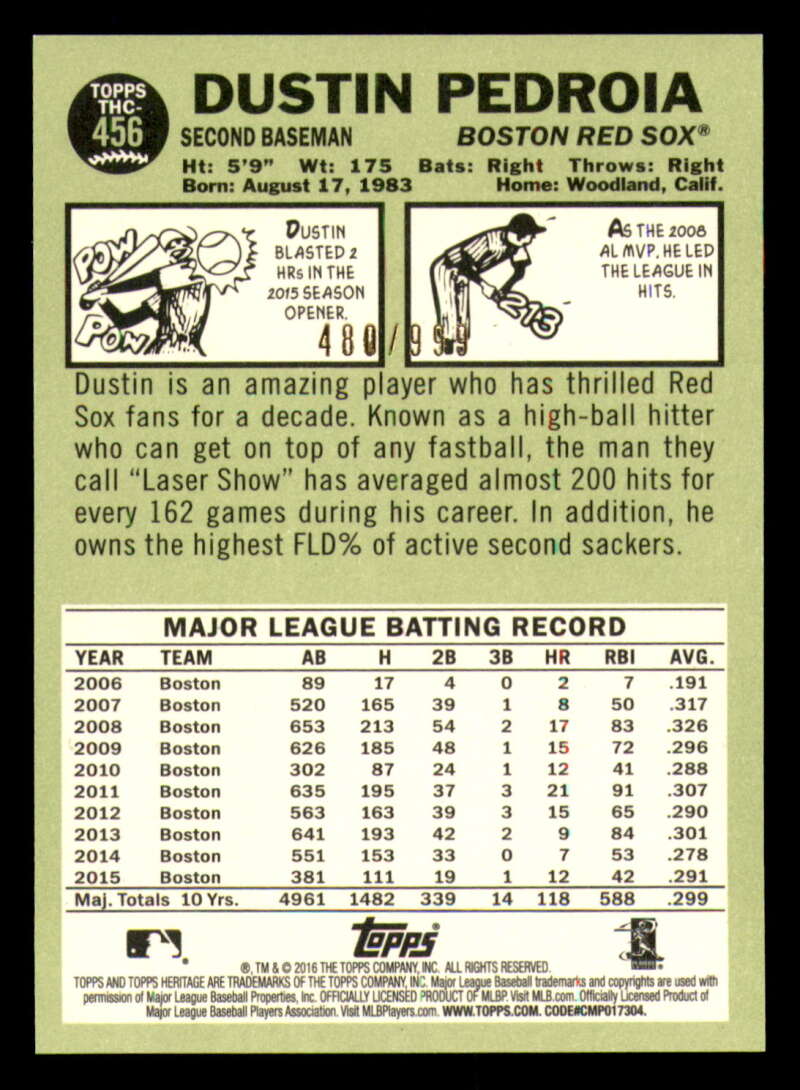 TOPPS
THC-
456
DUSTIN PEDROIA
SECOND BASEMAN BOSTON RED SOX®
Ht: 5'9" Wt: 175 Bats: Right Throws: Right
Born: August 17, 1983 Home: Woodland, Calif.
POW
POW
DUSTIN
BLASTED 2
HRs IN THE
2015 SEASON
OPENER.
213
AS THE 2008
AL MVP, HE LED
THE LEAGUE IN
HITS.
480/999
Dustin is an amazing player who has thrilled Red
Sox fans for a decade. Known as a high-ball hitter
who can get on top of any fastball, the man they
call “Laser Show” has averaged almost 200 hits for
every 162 games during his career. In addition, he
owns the highest FLD% of active second sackers.
MAJOR LEAGUE BATTING RECORD
YEAR TEAM AB H 2B 3B HR RBI AVG.
2006 Boston 89 17 4 0 2 7 .191
2007 Boston 520 165 39 1 8 50 .317
2008 Boston 653 213 54 2 17 83 .326
2009 Boston 626 185 48 1 15 72 .296
2010 Boston 302 87 24 1 12 41 .288
2011 Boston 635 195 37 3 21 91 .307
2012 Boston 563 163 39 3 15 65 .290
2013 Boston 641 193 42 2 9 84 .301
2014 Boston 551 153 33 0 7 53 .278
2015 Boston 381 111 19 1 12 42 .291
Maj. Totals 10 Yrs. 4961 1482 339 14 118 588 .299
Topps®
®, TM & © 2016 THE TOPPS COMPANY, INC. ALL RIGHTS RESERVED.
TOPPS AND TOPPS HERITAGE ARE TRADEMARKS OF THE TOPPS COMPANY, INC. Major League Baseball trademarks and copyrights are used with
permission of Major League Baseball Properties, Inc. OFFICIALLY LICENSED PRODUCT OF MLBP. Visit MLB.com. Officially Licensed Product of
Major League Baseball Players Association. Visit MLBPlayers.com. WWW.TOPPS.COM. CODE#CMP017304.